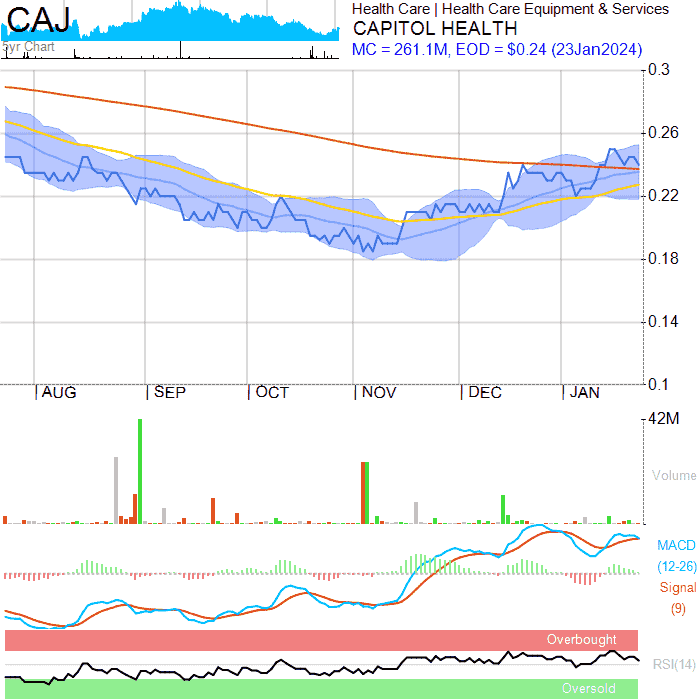 CAJ
Health Care | Health Care Equipment & Services
CAPITOL HEALTH
MC = 261.1M, EOD = $0.24 (23Jan2024)
5yr Chart
0.3
0.26
0.22
0.18
0.14
0.1
AUG SEP OCT NOV DEC JAN
42M
Volume
MACD
(12-26)
Signal
(9)
Overbought
RSI(14)
Oversold